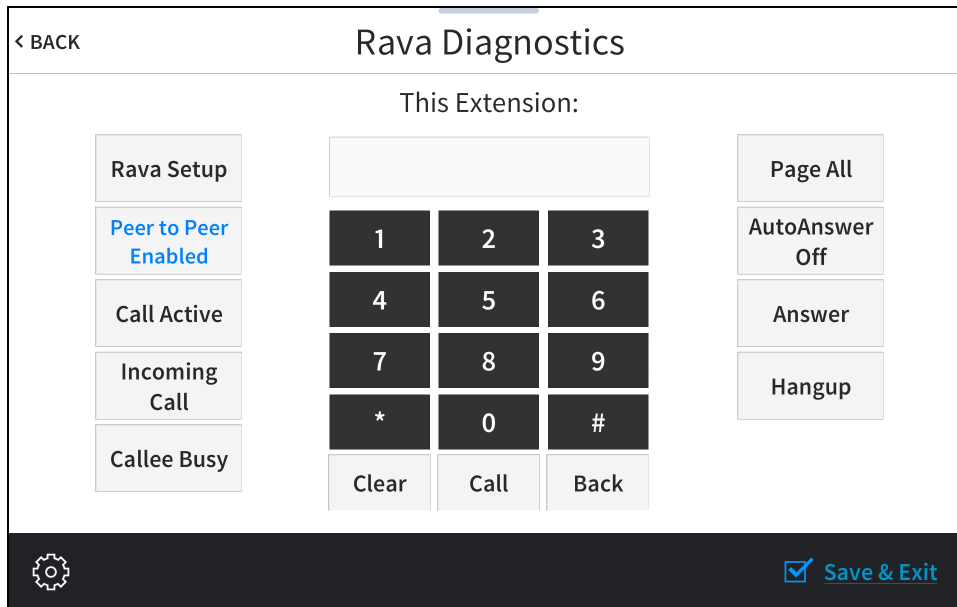 < BACK
Rava Diagnostics
This Extension:
Rava Setup
Peer to Peer
Enabled
Call Active
Incoming
Call
Callee Busy
1 2 3
4 5 6
7 8 9
* 0 #
Clear Call Back
Page All
AutoAnswer
Off
Answer
Hangup
Save & Exit